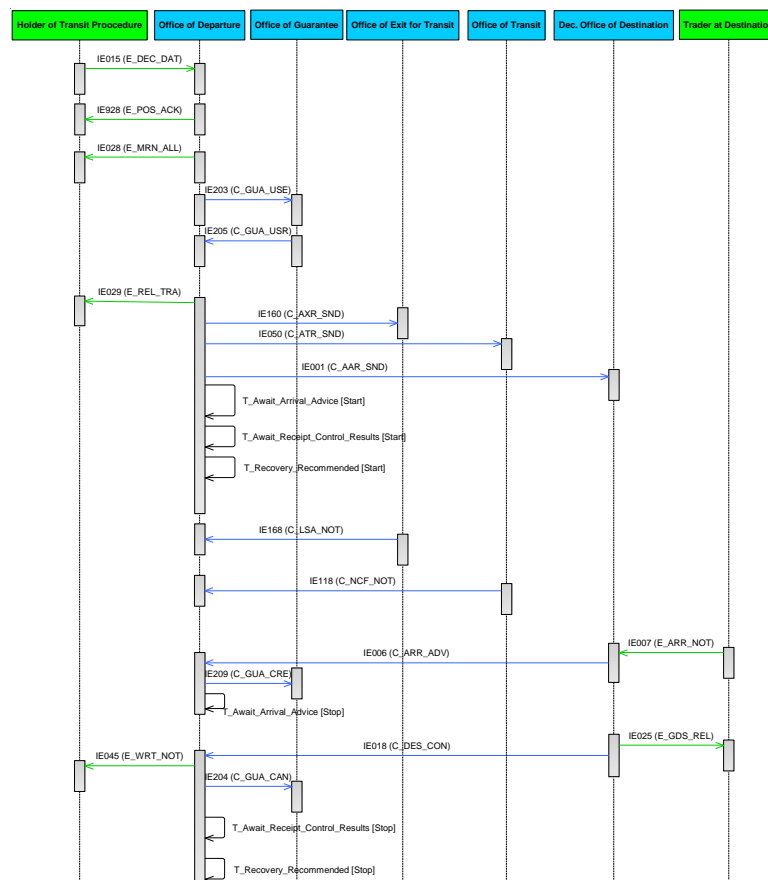 Holder of Transit Proocedure
Office of Departure
Office of Guarantee
Office of Exit for Transit
Office of Transit
Dec. Office of Destination
Trader at Destinatio
IE015 (E_DEC_DAT)
IE928 (E_POS_ACK)
IE028 (E_MRN_ALL)
IE203 (C_GUA_USE)
IE205 (C_GUA_USR)
IE029 (E_REL_TRA)
IE160 (C_AXR_SND)
IE050 (C_ATR_SND)
IE001 (C_AAR_SND)
T_Await_Arrival_Advice [Start]
T_Await_Receipt_Control_Results [Start]
T_Recovery_Recommended [Start]
IE168 (C_LSA_NOT)
IE118 (C_NCF_NOT)
IE007 (E_ARR_NOT)
IE006 (C_ARR_ADV)
IE209 (C_GUA_CRE)
T_Await_Arrival_Advice [Stop]
IE025 (E_GDS_REL)
IE018 (C_DES_CON)
IE045 (E_WRT_NOT)
IE204 (C_GUA_CAN)
T_Await_Receipt_Control_Results [Stop]
T_Recovery_Recommended [Stop]